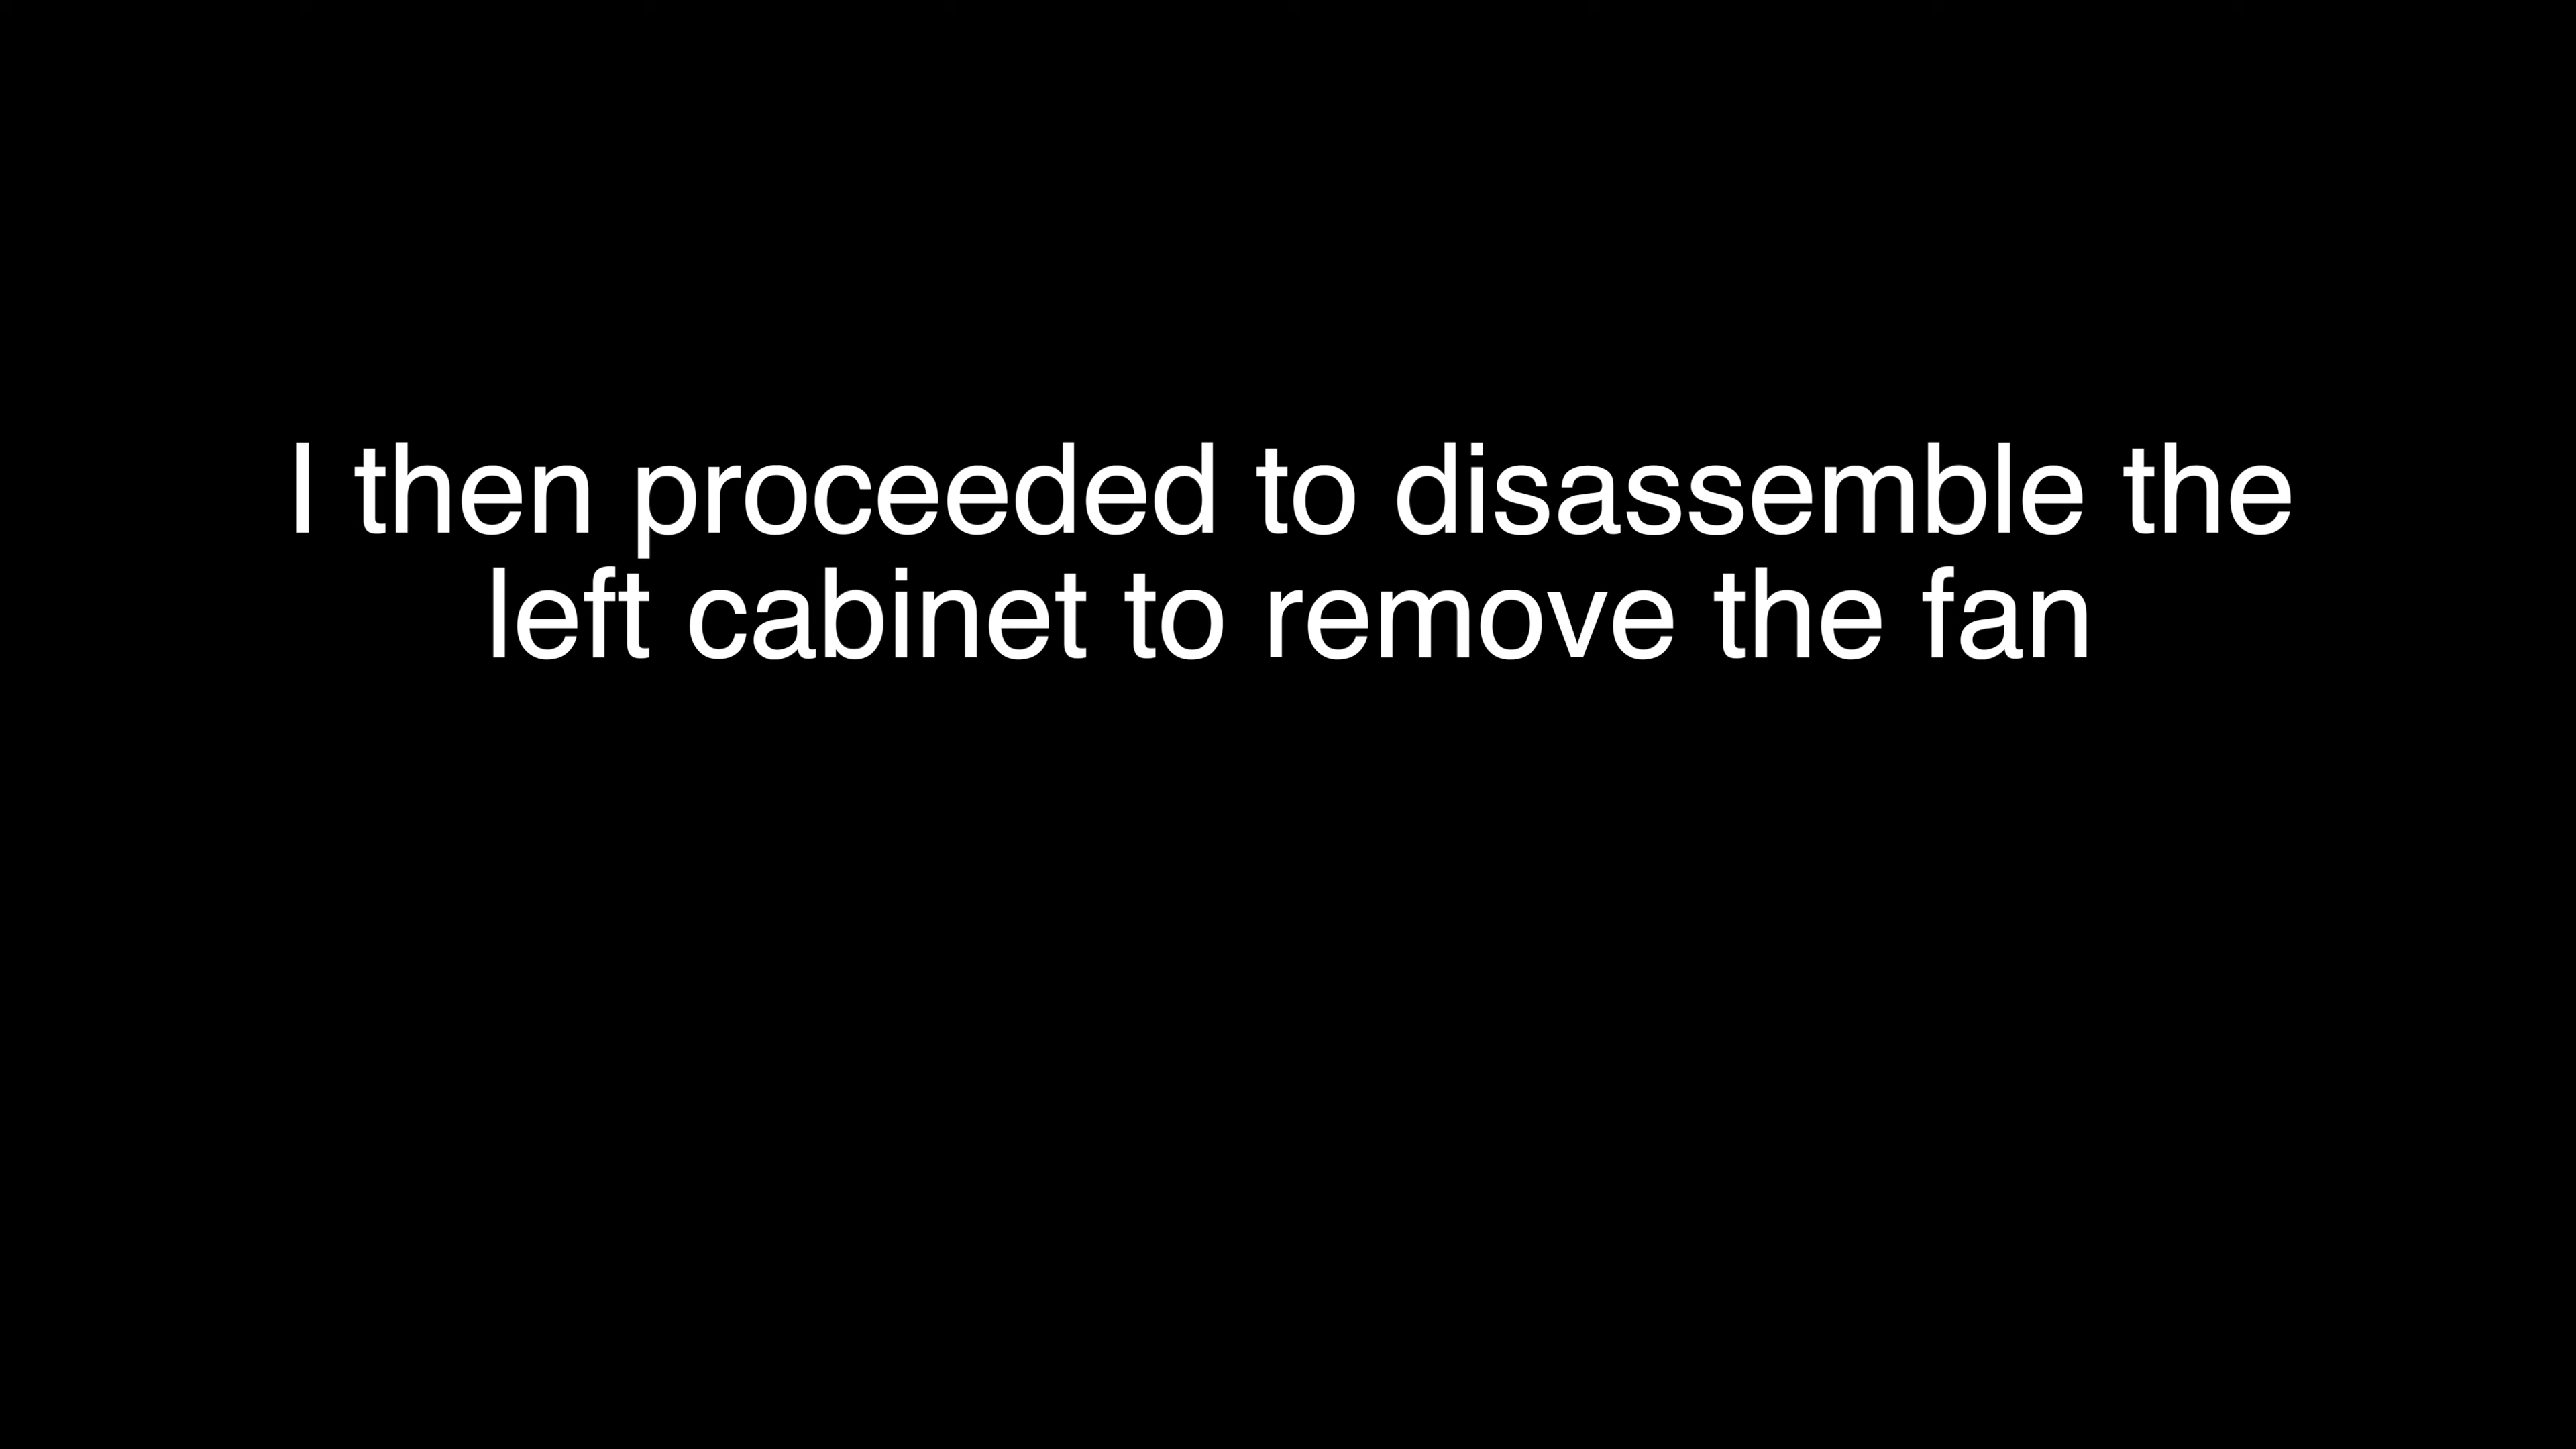 I then proceeded to disassemble the
left cabinet to remove the fan